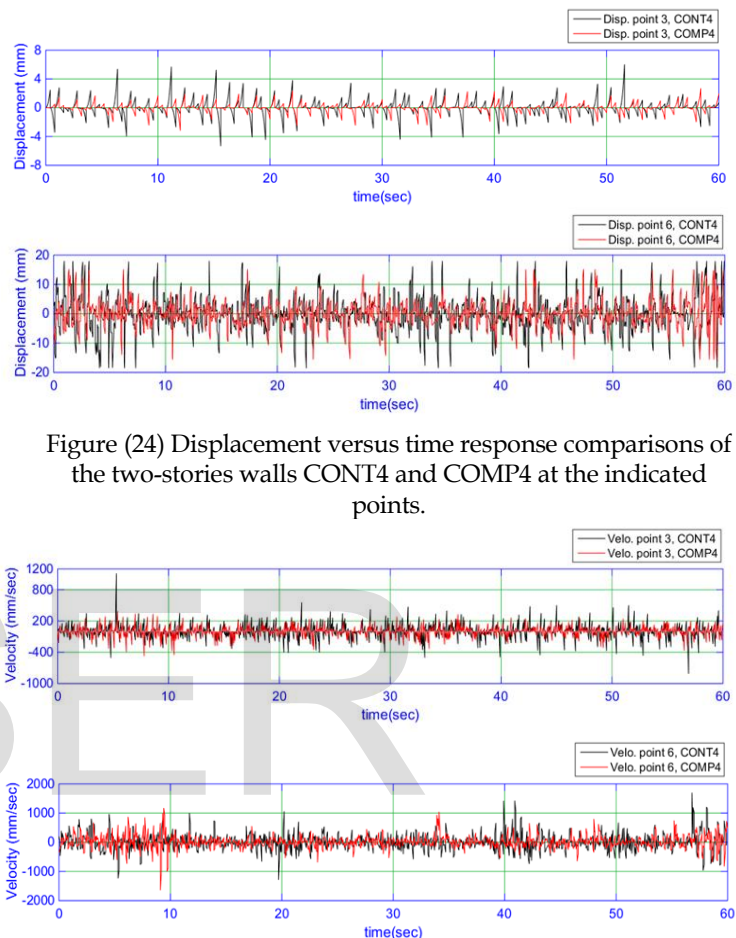 Disp. point 3, CONT4
Disp. point 3, COMP4
Displacement (mm)
8
4
0
-4
-8
0 10 20 30 40 50 60
time(sec)
Disp. point 6, CONT4
Disp. point 6, COMP4
Displacement (mm)
20
10
0
-10
-20
0 10 20 30 40 50 60
time(sec)
Figure (24) Displacement versus time response comparisons of
the two-stories walls CONT4 and COMP4 at the indicated
points.
Velo. point 3, CONT4
Velo. point 3, COMP4
Velocity (mm/sec)
1200
800
200
-400
-1000
0 10 20 30 40 50 60
time(sec)
Velo. point 6, CONT4
Velo. point 6, COMP4
Velocity (mm/sec)
2000
1000
0
-1000
-2000
0 10 20 30 40 50 60
time(sec)
SER